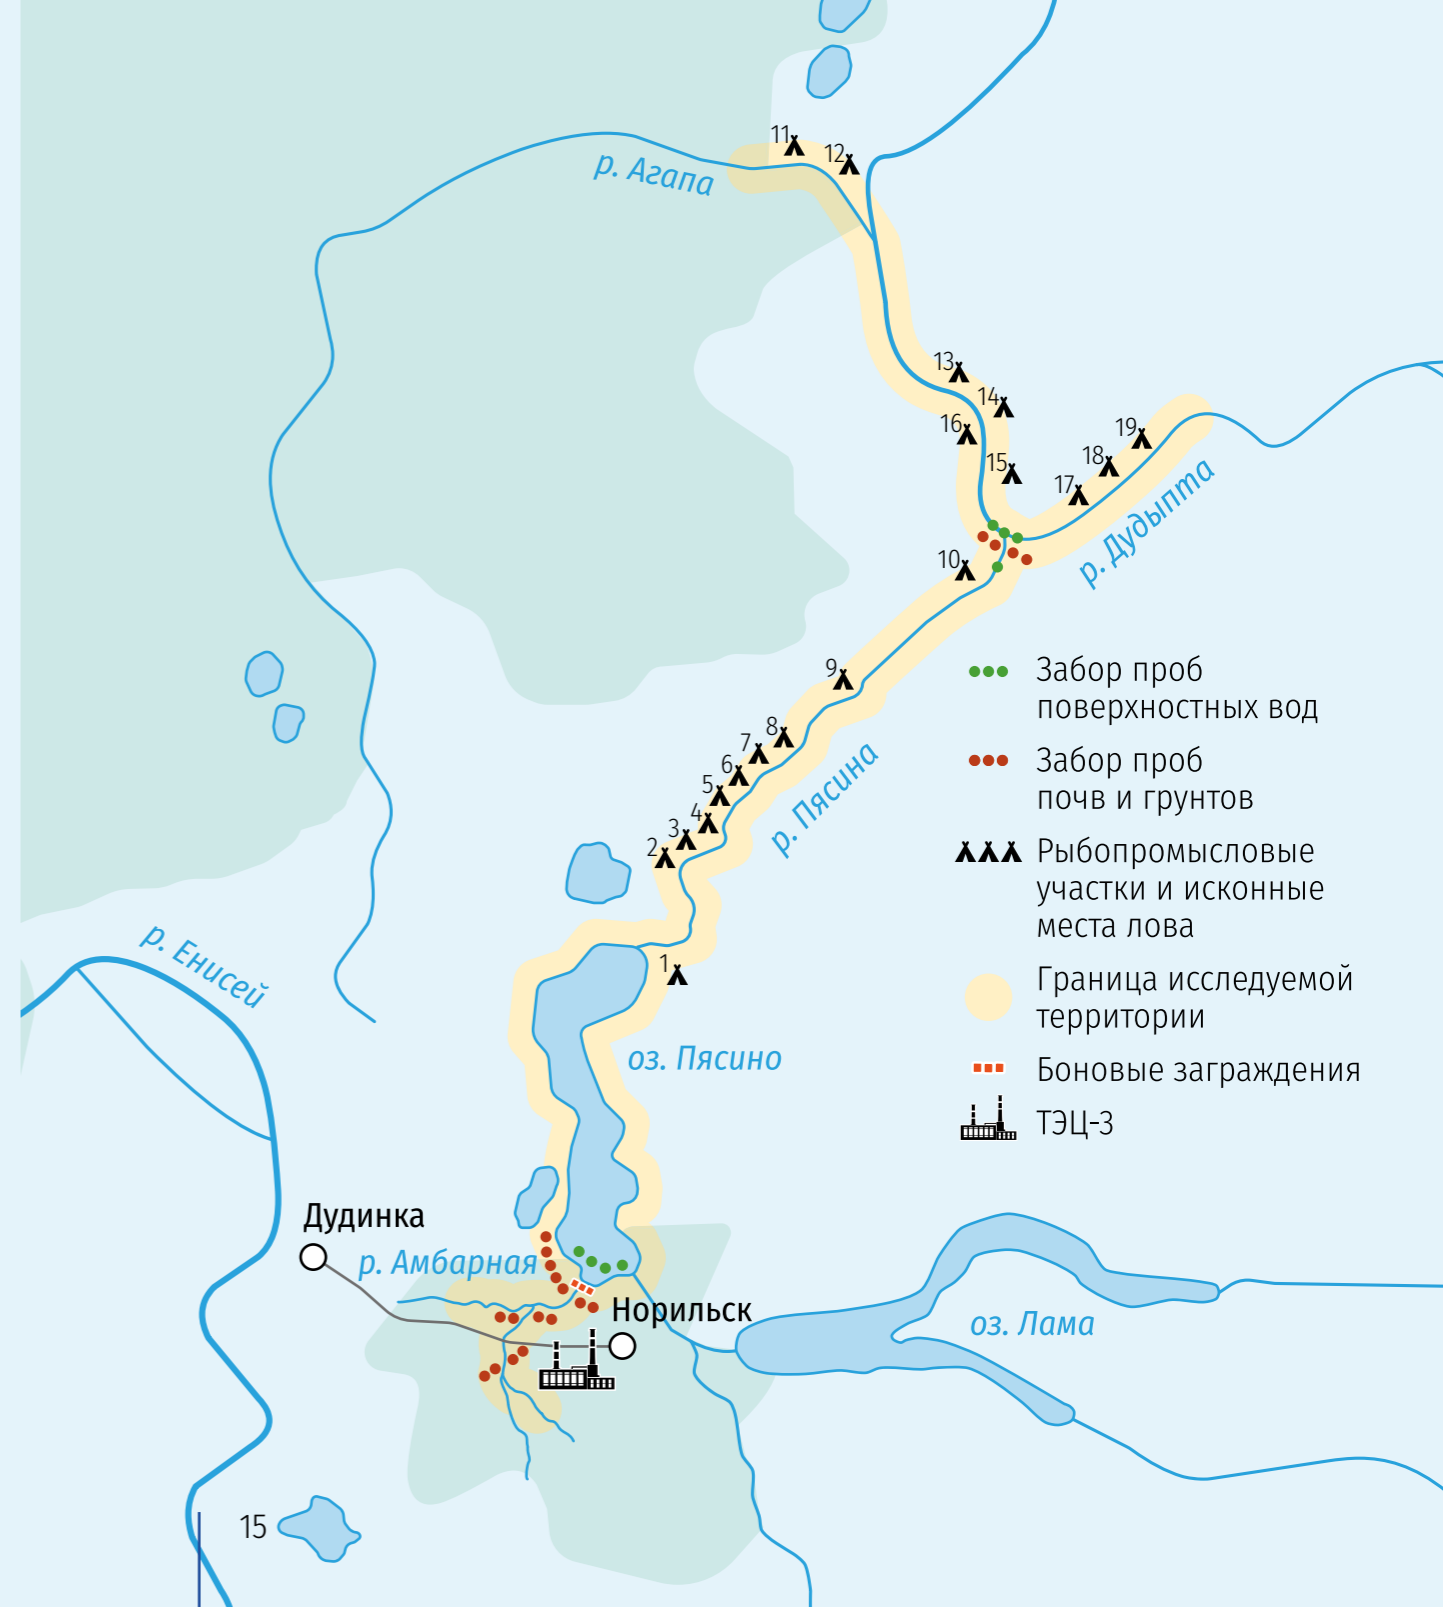 11
12
р. Агапа
13
14
16
15
19
18
17
р. Дудыпта
10
9
8
7
6
5
4
3
2
1
р. Пясина
Забор проб
поверхностных вод
Забор проб
почв и грунтов
Рыбопромысловые
участки и исконные
места лова
Граница исследуемой
территории
Боновые заграждения
ТЭЦ-3
р. Енисей
оз. Пясино
Дудинка
р. Амбарная
Норильск
оз. Лама
15